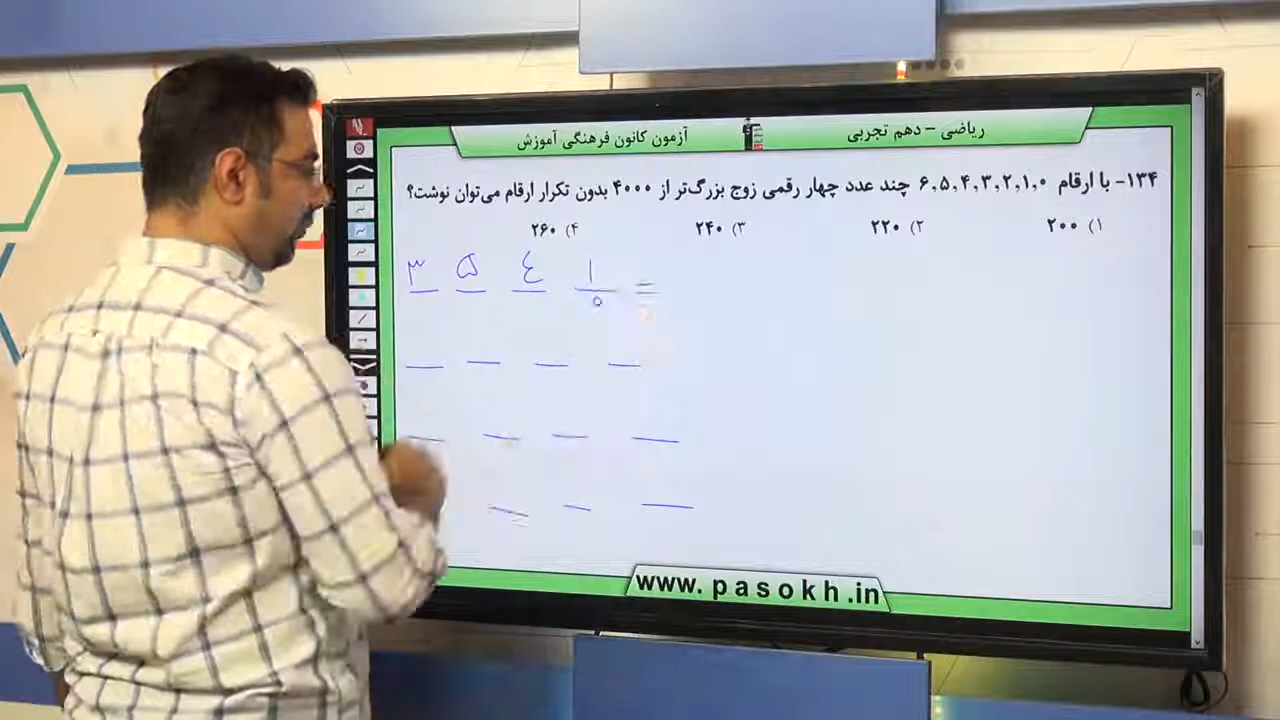 ریاضی - دهم تجربی
آزمون کانون فرهنگی آموزش
۱۳۴- با ارقام ۶,۵,۴,۳,۲,۱,۰ چند عدد چهار رقمی زوج بزرگ‌تر از ۴۰۰۰ بدون تکرار ارقام می‌توان نوشت؟
۱) ۲۰۰
۲) ۲۲۰
۳) ۲۴۰
۴) ۲۶۰
۳ ۵ ٤ ۱ =
۰
www.pasokh.in